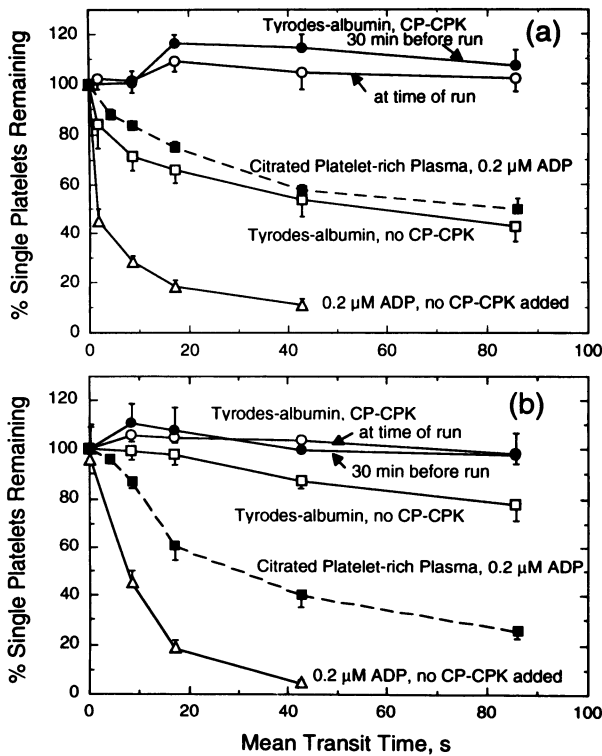 Tyrodes-albumin, CP-CPK
30 min before run
(a)
at time of run
Citrated Platelet-rich Plasma, 0.2 µM ADP
Tyrodes-albumin, no CP-CPK
0.2 µM ADP, no CP-CPK added
% Single Platelets Remaining
120
100
80
60
40
20
0
0 20 40 60 80 100
(b)
Tyrodes-albumin, CP-CPK
at time of run
30 min before run
Tyrodes-albumin, no CP-CPK
Citrated Platelet-rich Plasma, 0.2 µM ADP
0.2 µM ADP, no CP-CPK added
% Single Platelets Remaining
120
100
80
60
40
20
0
0 20 40 60 80 100
Mean Transit Time, s